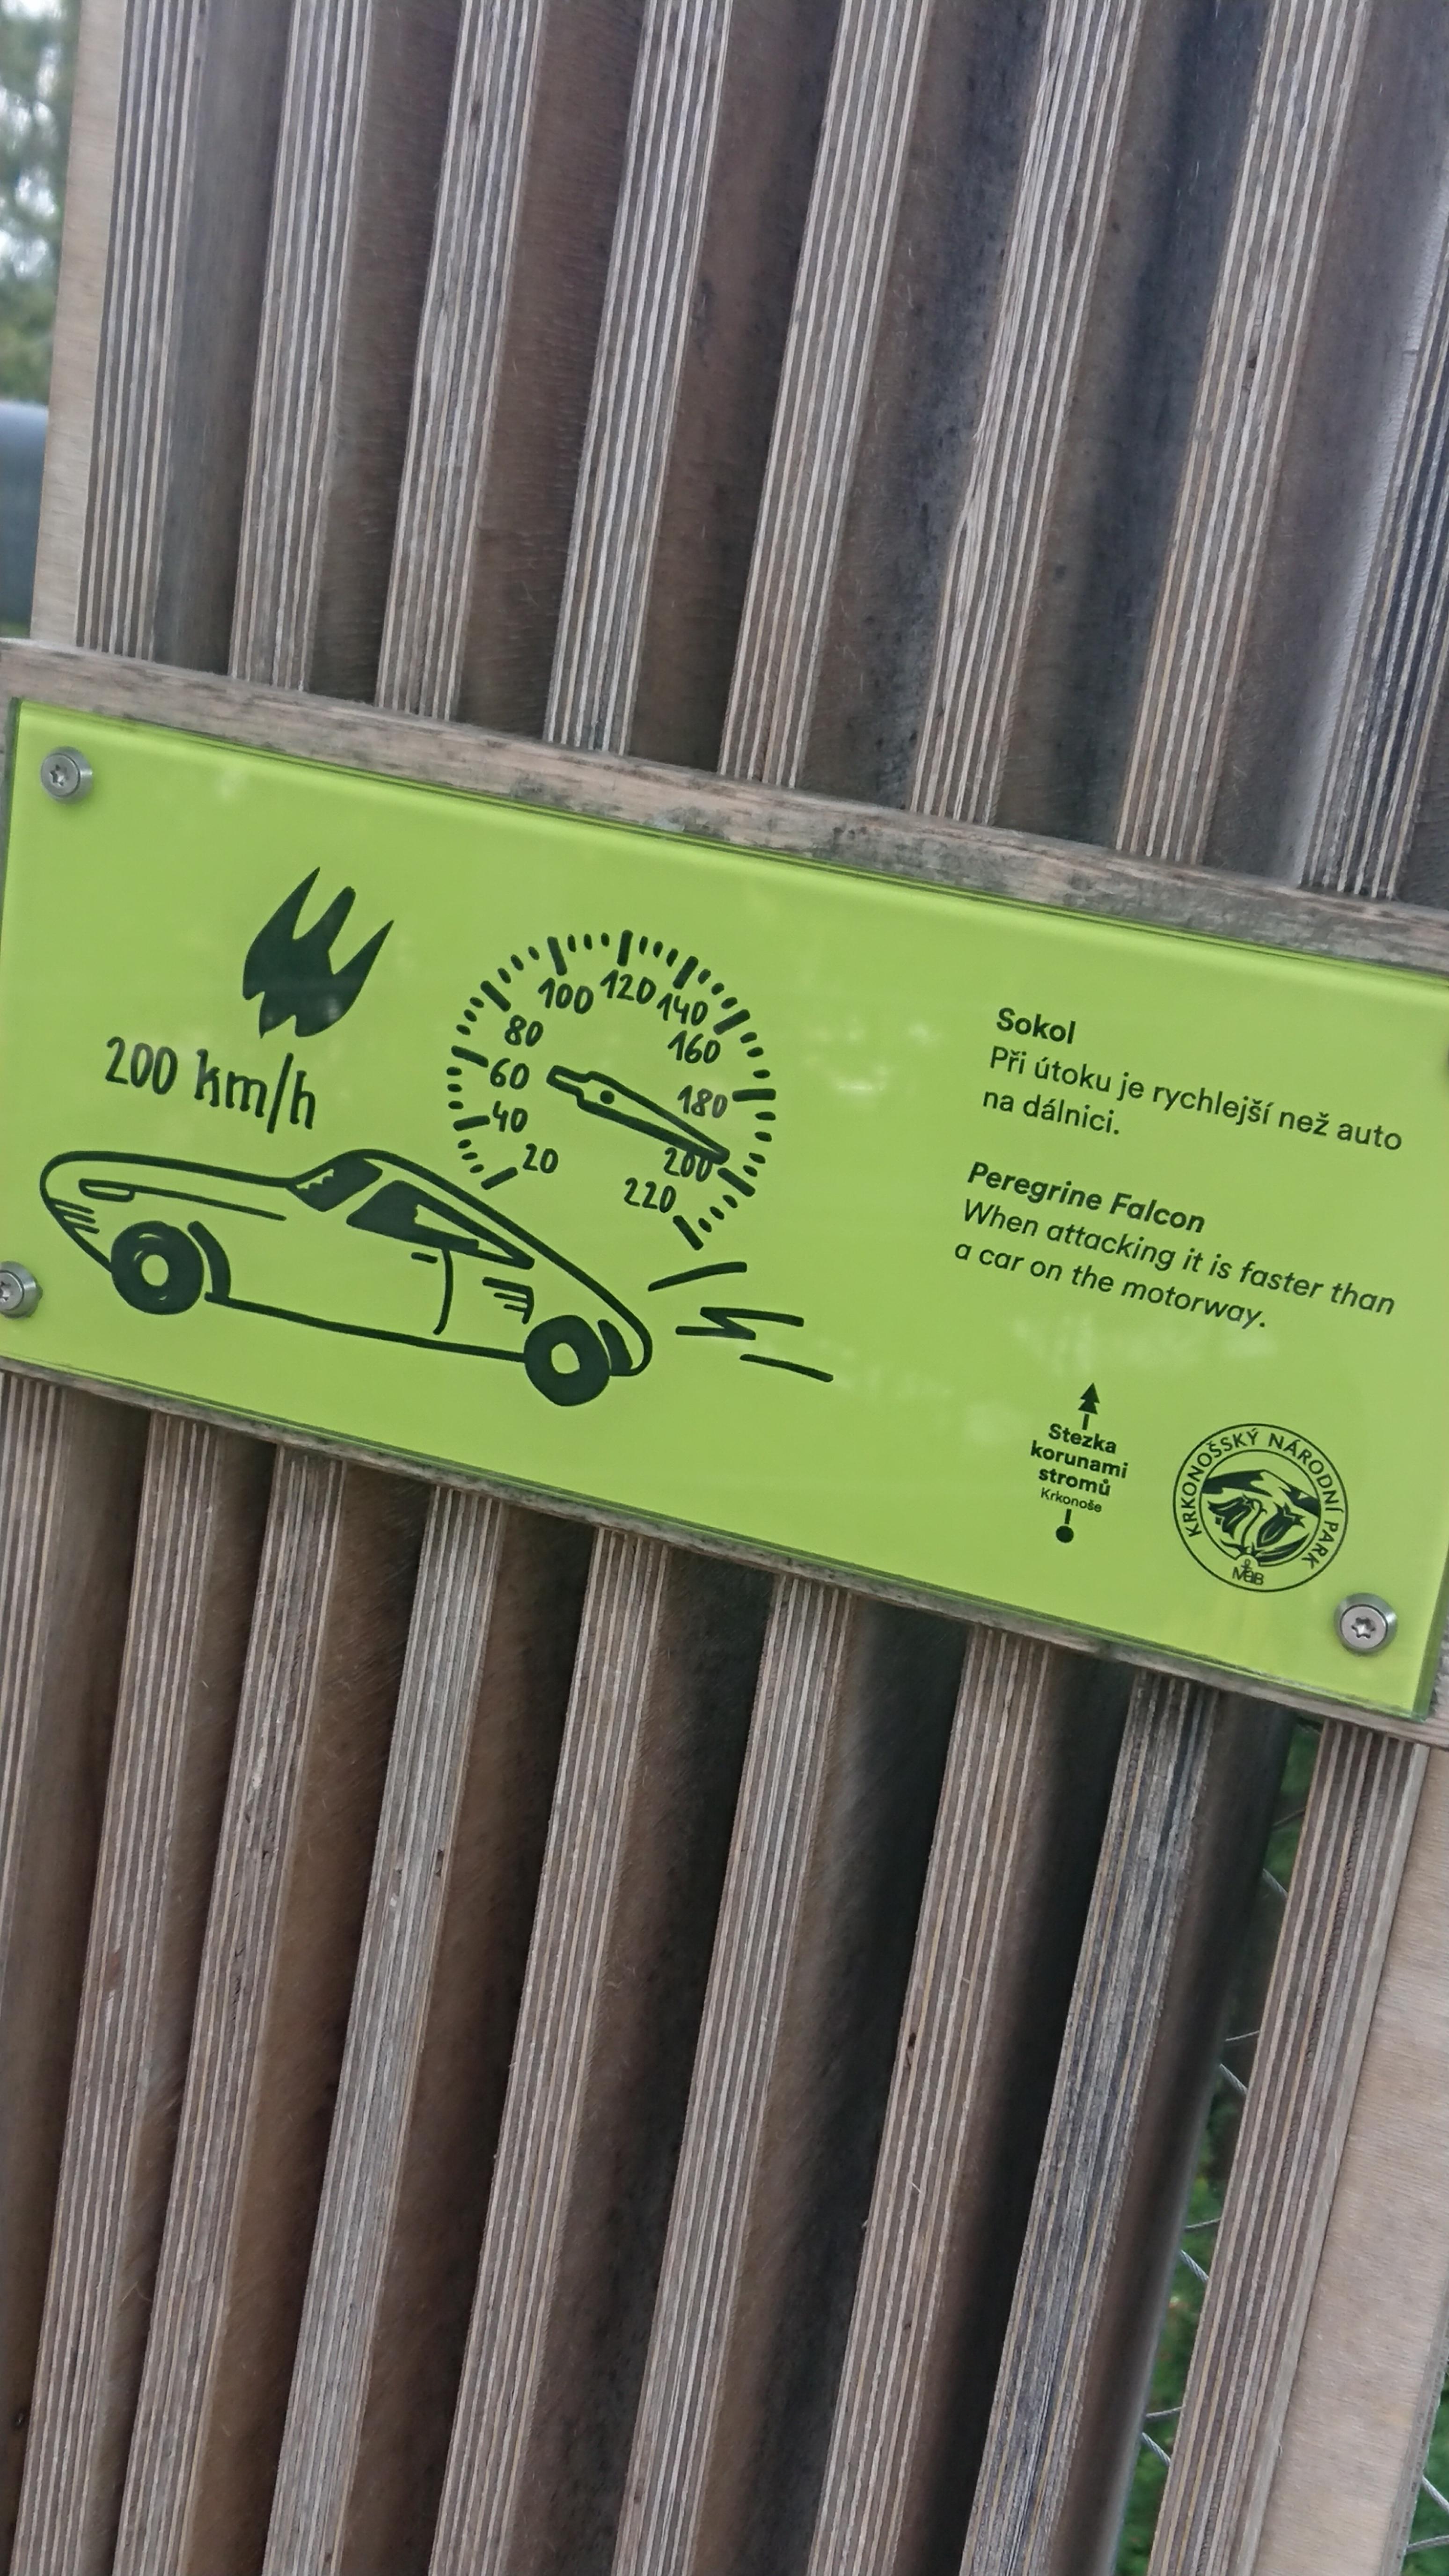 200 km/h
20
40
60
80
100
120
140
160
180
200
220
Sokol
Při útoku je rychlejší než auto
na dálnici.
Peregrine Falcon
When attacking it is faster than
a car on the motorway.
Stezka
korunami
stromů
Krkonoše
KRKONOŠSKÝ NÁRODNÍ PARK
MaB